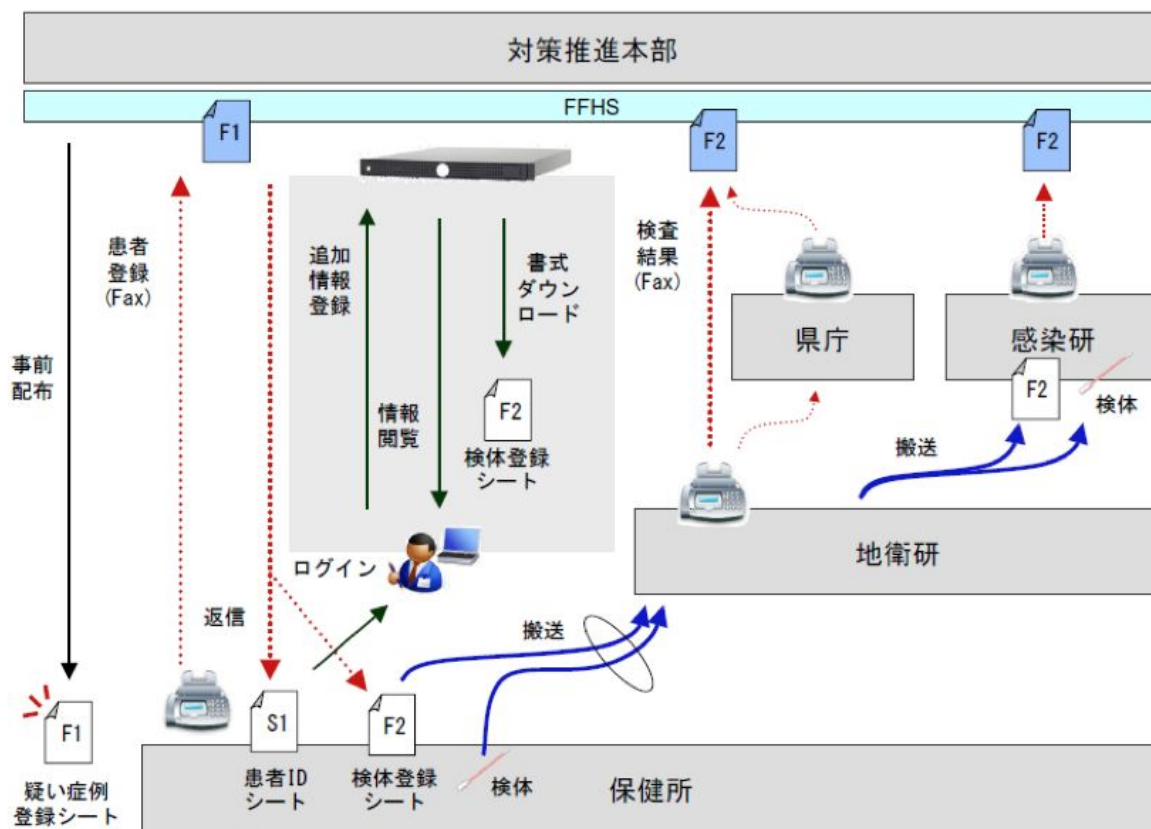 対策推進本部
FFHS
F1
F2
F2
患者
登録
(Fax)
追加
情報
登録
書式
ダウン
ロード
検査
結果
(Fax)
県庁
感染研
事前
配布
情報
閲覧
F2
検体登録
シート
F2
検体
搬送
地衛研
ログイン
返信
搬送
F1
疑い症例
登録シート
S1
患者ID
シート
F2
検体登録
シート
検体
保健所